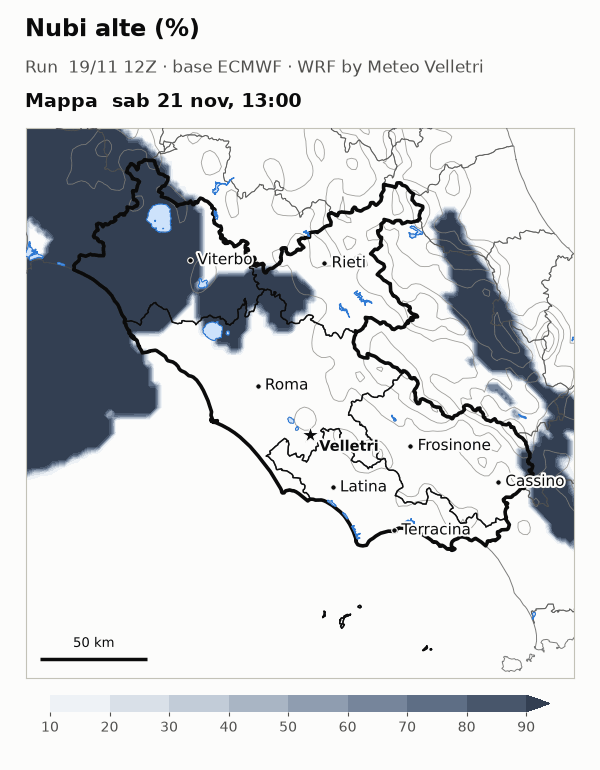 Nubi alte (%)
Run 19/11 12Z · base ECMWF · WRF by Meteo Velletri
Mappa sab 21 nov, 13:00
Viterbo
Rieti
Roma
Velletri
Frosinone
Cassino
Latina
Terracina
50 km
10 20 30 40 50 60 70 80 90